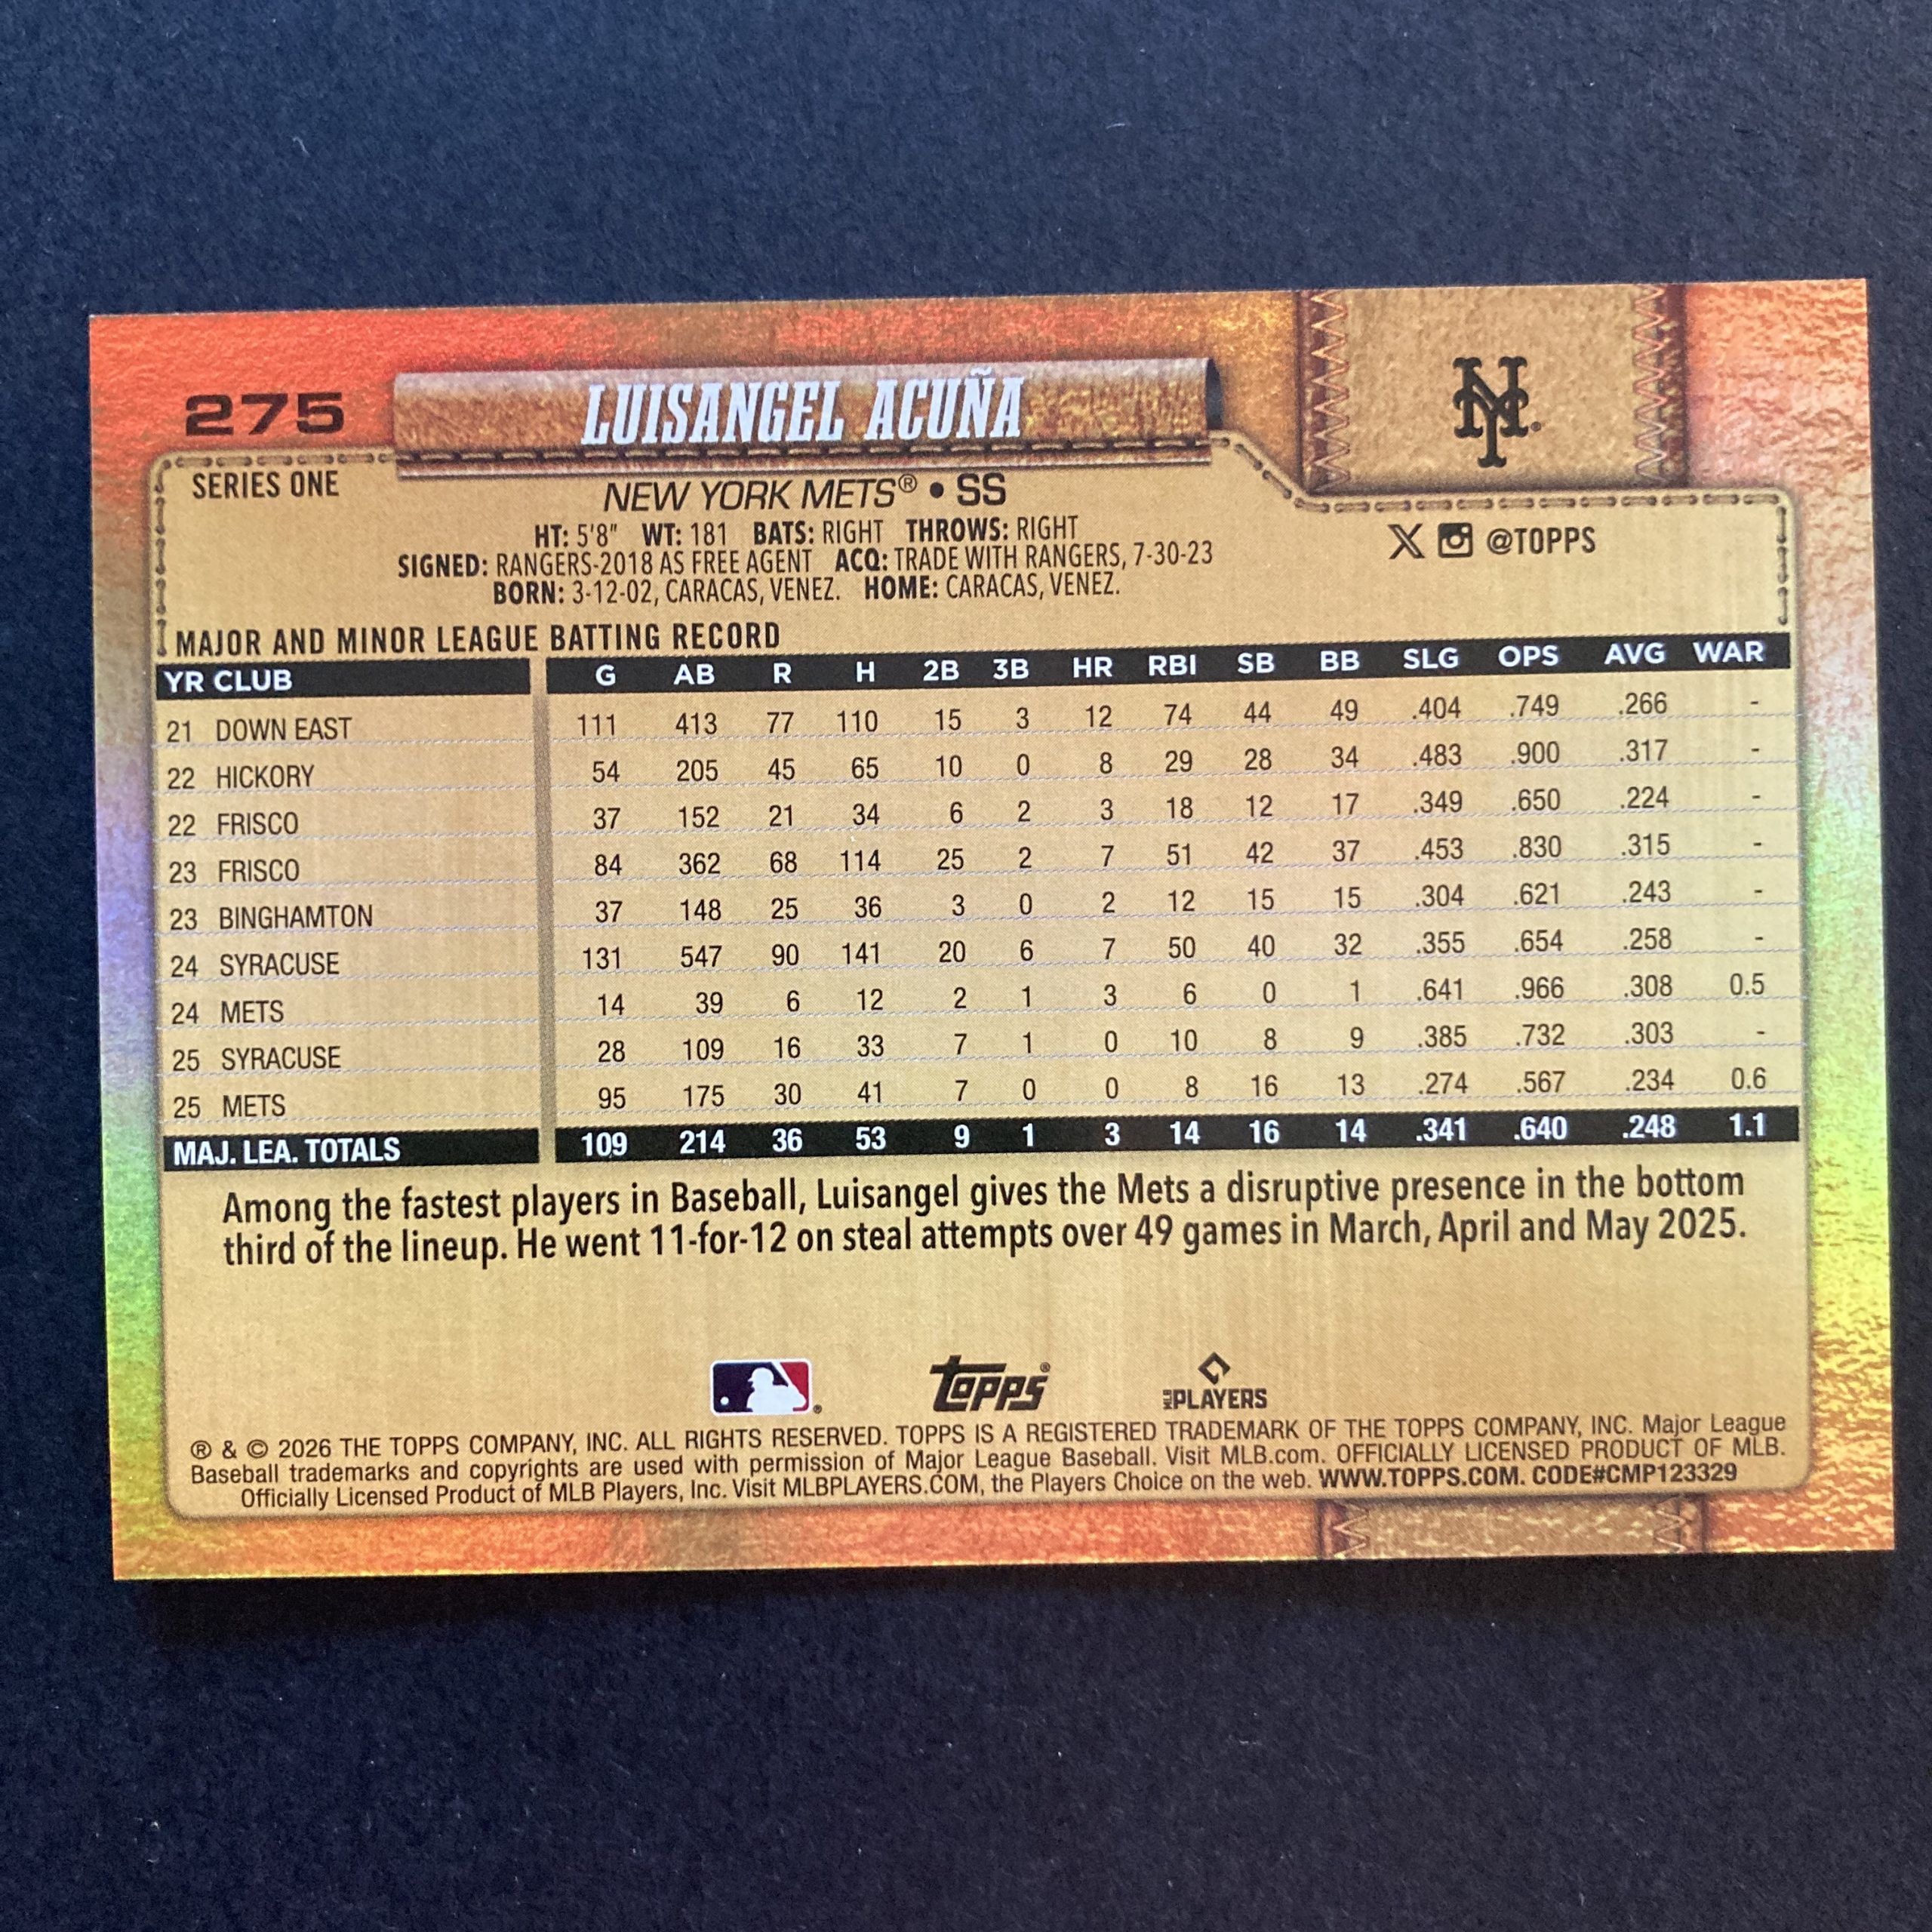 275
LUISANGEL ACUÑA
NY
SERIES ONE
NEW YORK METS® • SS
HT: 5'8" WT: 181 BATS: RIGHT THROWS: RIGHT
SIGNED: RANGERS-2018 AS FREE AGENT ACQ: TRADE WITH RANGERS, 7-30-23
BORN: 3-12-02, CARACAS, VENEZ. HOME: CARACAS, VENEZ.
X @TOPPS
MAJOR AND MINOR LEAGUE BATTING RECORD
YR CLUB G AB R H 2B 3B HR RBI SB BB SLG OPS AVG WAR
21 DOWN EAST 111 413 77 110 15 3 12 74 44 49 .404 .749 .266 -
22 HICKORY 54 205 45 65 10 0 8 29 28 34 .483 .900 .317 -
22 FRISCO 37 152 21 34 6 2 3 18 12 17 .349 .650 .224 -
23 FRISCO 84 362 68 114 25 2 7 51 42 37 .453 .830 .315 -
23 BINGHAMTON 37 148 25 36 3 0 2 12 15 15 .304 .621 .243 -
24 SYRACUSE 131 547 90 141 20 6 7 50 40 32 .355 .654 .258 -
24 METS 14 39 6 12 2 1 3 6 0 1 .641 .966 .308 0.5
25 SYRACUSE 28 109 16 33 7 1 0 10 8 9 .385 .732 .303 -
25 METS 95 175 30 41 7 0 0 8 16 13 .274 .567 .234 0.6
MAJ. LEA. TOTALS 109 214 36 53 9 1 3 14 16 14 .341 .640 .248 1.1
Among the fastest players in Baseball, Luisangel gives the Mets a disruptive presence in the bottom
third of the lineup. He went 11-for-12 on steal attempts over 49 games in March, April and May 2025.
topps® MLB PLAYERS
® & © 2026 THE TOPPS COMPANY, INC. ALL RIGHTS RESERVED. TOPPS IS A REGISTERED TRADEMARK OF THE TOPPS COMPANY, INC. Major League
Baseball trademarks and copyrights are used with permission of Major League Baseball. Visit MLB.com. OFFICIALLY LICENSED PRODUCT OF MLB.
Officially Licensed Product of MLB Players, Inc. Visit MLBPLAYERS.COM, the Players Choice on the web. WWW.TOPPS.COM. CODE#CMP123329